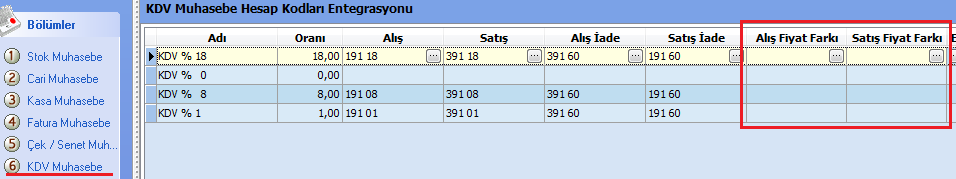 KDV Muhasebe Hesap Kodları Entegrasyonu
Bölümler
1 Stok Muhasebe
2 Cari Muhasebe
3 Kasa Muhasebe
4 Fatura Muhasebe
5 Çek / Senet Muh...
6 KDV Muhasebe
Adı Oranı Alış Satış Alış İade Satış İade Alış Fiyat Farkı Satış Fiyat Farkı
KDV % 18 18,00 191 18 ... 391 18 ... 391 60 ... 191 60 ... ... ...
KDV % 0 0,00
KDV % 8 8,00 191 08 391 08 391 60 191 60
KDV % 1 1,00 191 01 391 01 391 60 191 60